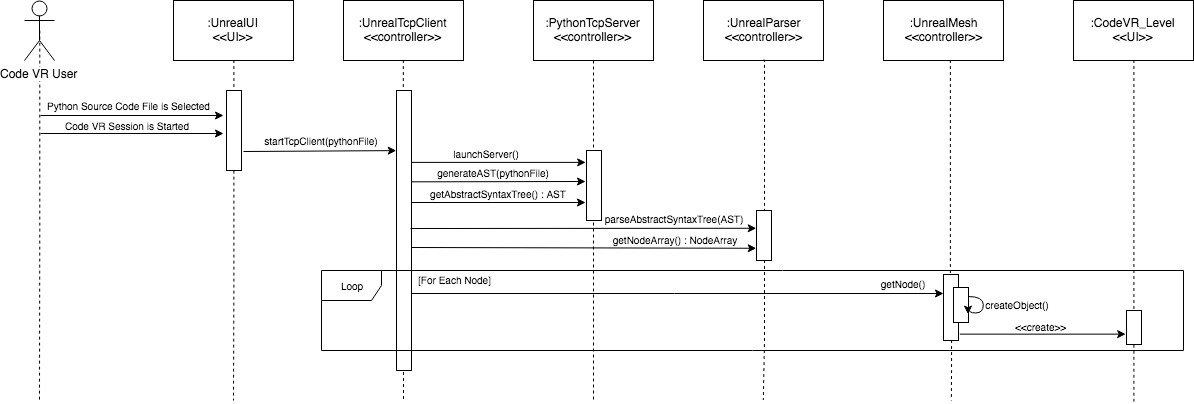 :UnrealUI
<<UI>>
:UnrealTcpClient
<<controller>>
:PythonTcpServer
<<controller>>
:UnrealParser
<<controller>>
:UnrealMesh
<<controller>>
:CodeVR_Level
<<UI>>
Code VR User
Python Source Code File is Selected
Code VR Session is Started
startTcpClient(pythonFile)
launchServer()
generateAST(pythonFile)
getAbstractSyntaxTree() : AST
parseAbstractSyntaxTree(AST)
getNodeArray() : NodeArray
Loop
[For Each Node]
getNode()
createObject()
<<create>>